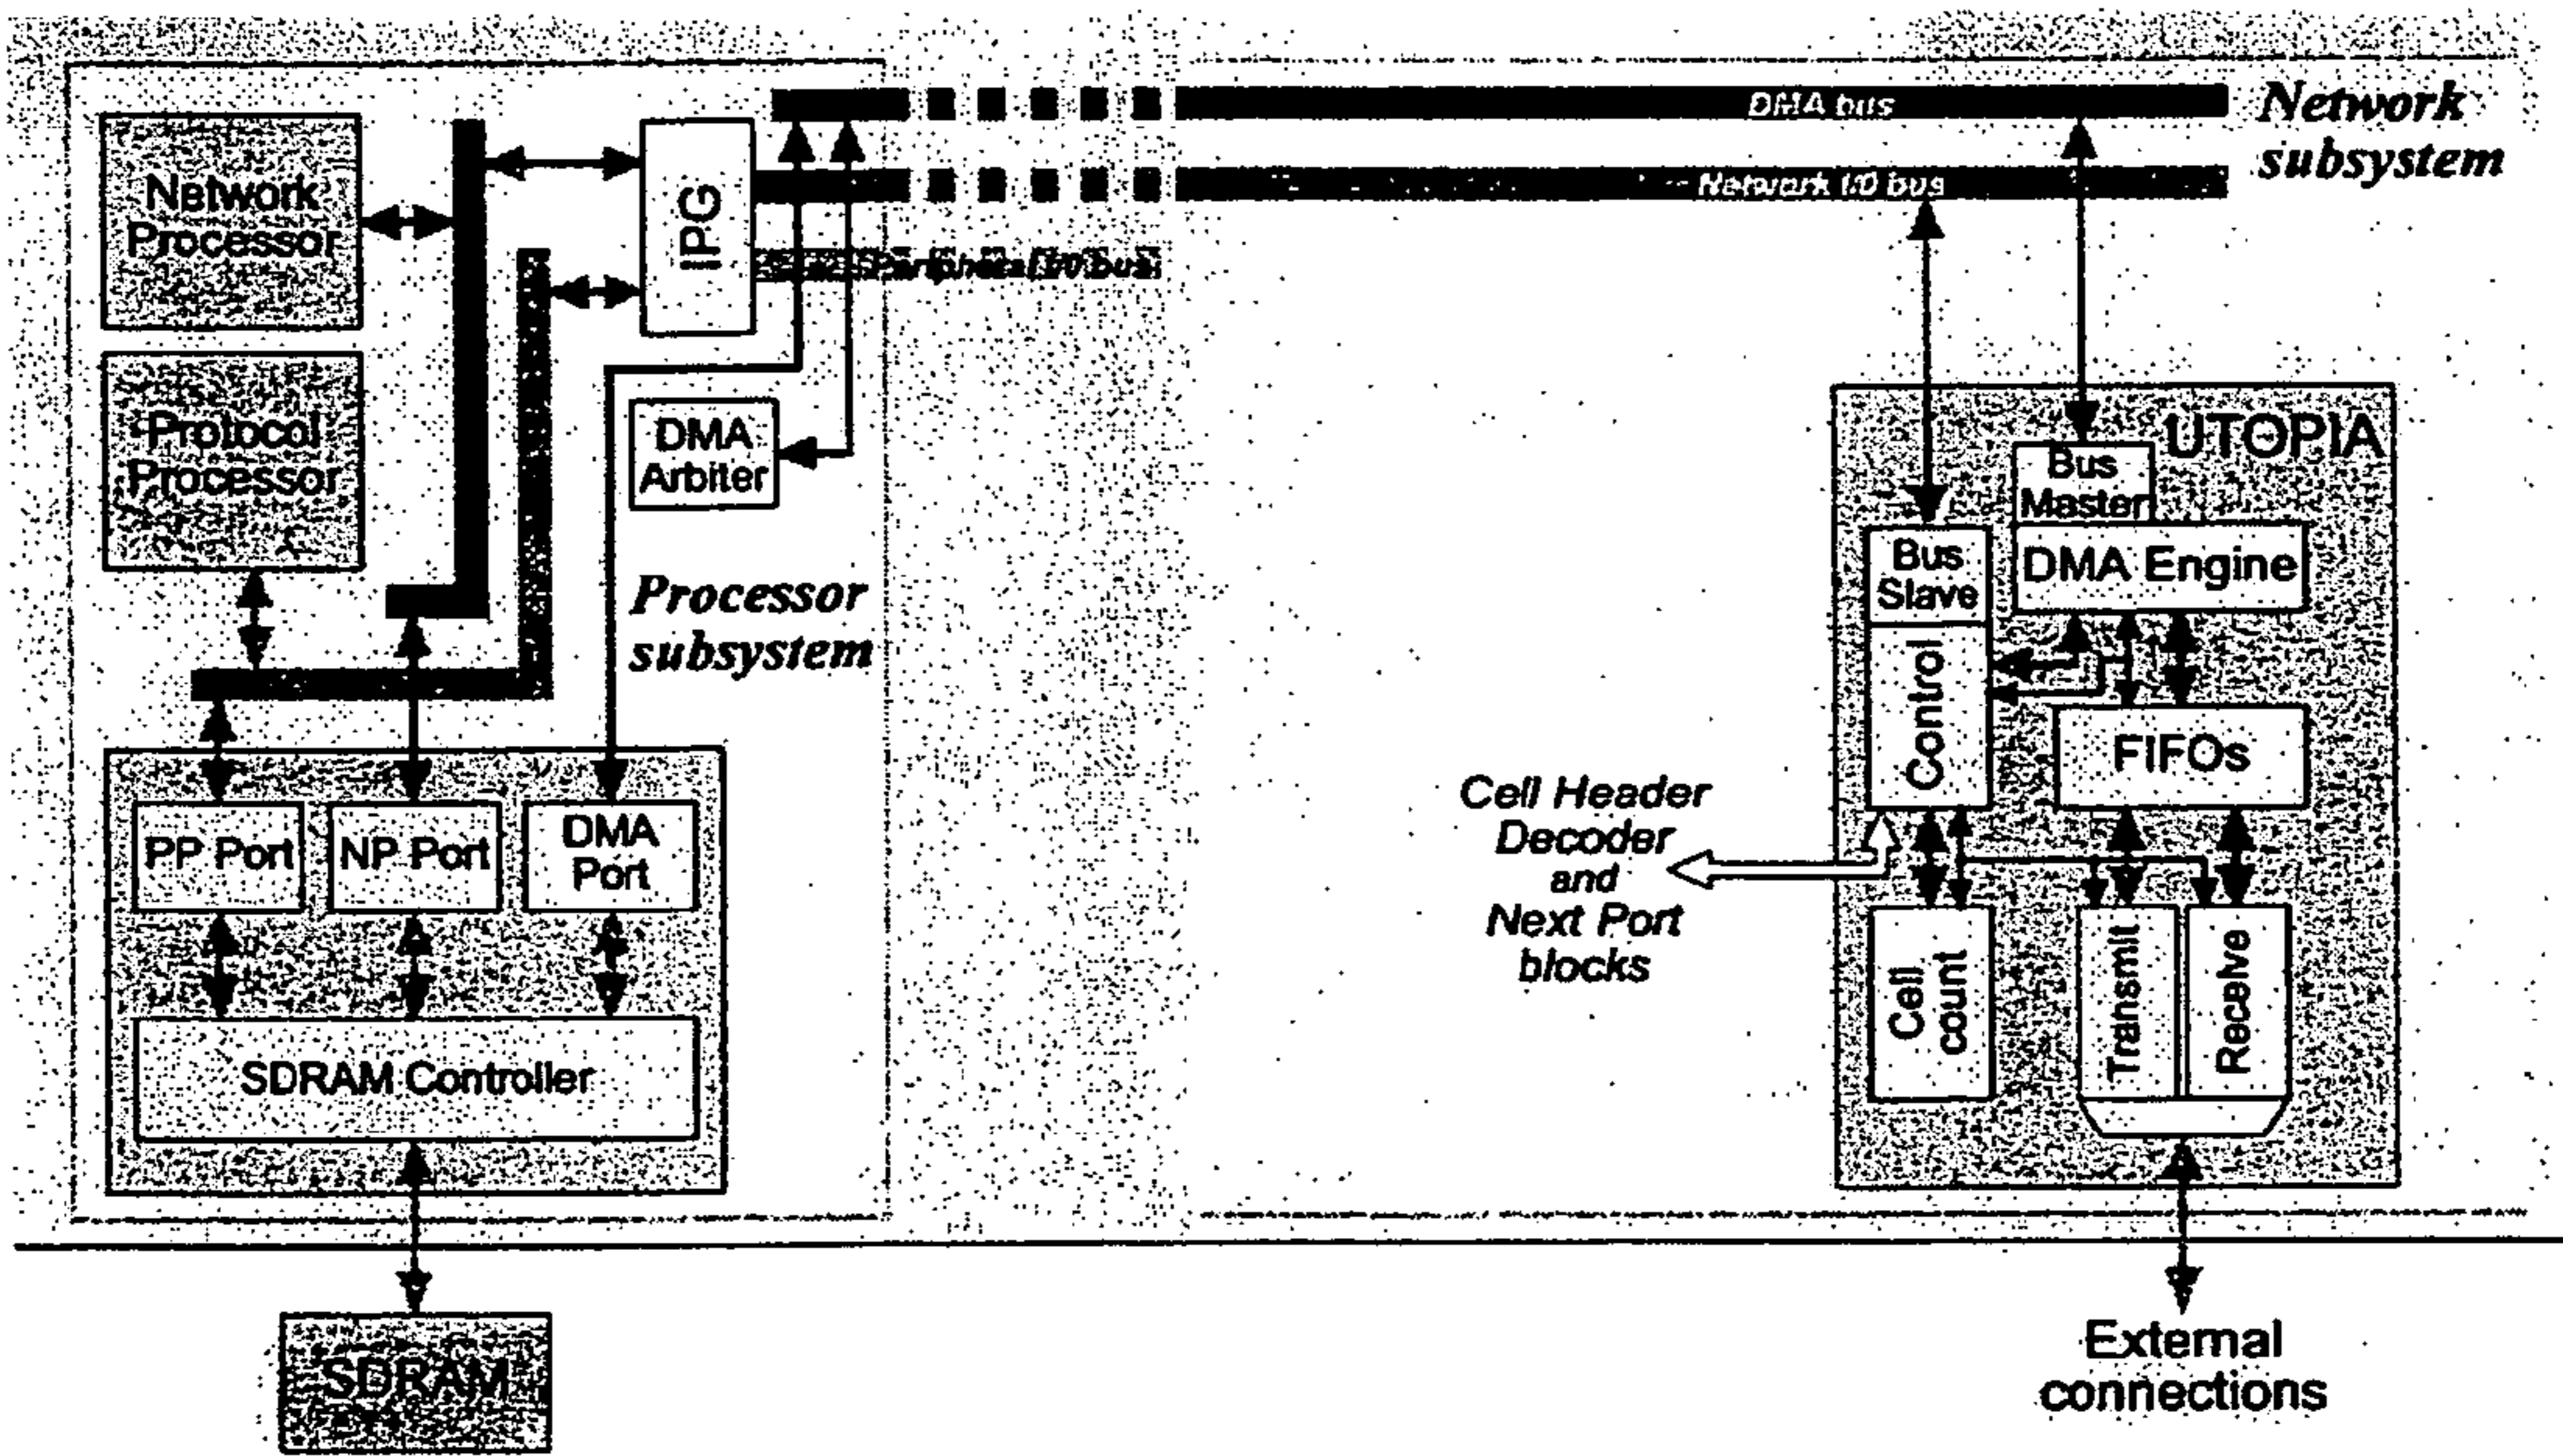 DMA bus
Network
subsystem
Network I/O bus
Network
Processor
IPG
Peripheral I/O bus
Protocol
Processor
DMA
Arbiter
Processor
subsystem
PP Port
NP Port
DMA
Port
SDRAM Controller
SDRAM
UTOPIA
Bus
Master
DMA Engine
Bus
Slave
Control
FIFOs
Cell Header
Decoder
and
Next Port
blocks
Cell
count
Transmit
Receive
External
connections